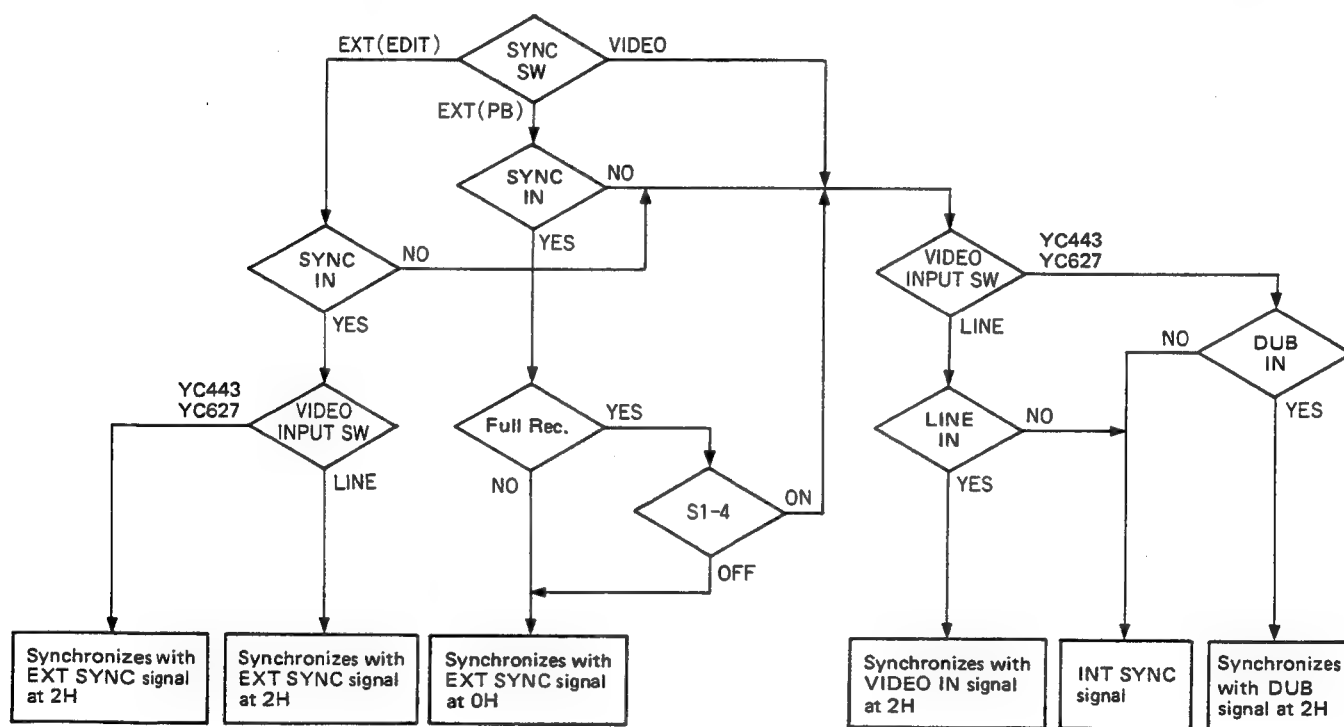 EXT(EDIT)
SYNC
SW
VIDEO
EXT(PB)
SYNC
IN
NO
YES
SYNC
IN
NO
YES
VIDEO
INPUT SW
YC443
YC627
LINE
YC443
YC627
VIDEO
INPUT SW
LINE
Full Rec.
YES
NO
S1-4
ON
OFF
LINE
IN
NO
YES
DUB
IN
NO
YES
Synchronizes with
EXT SYNC signal
at 2H
Synchronizes with
EXT SYNC signal
at 2H
Synchronizes with
EXT SYNC signal
at 0H
Synchronizes with
VIDEO IN signal
at 2H
INT SYNC
signal
Synchronizes
with DUB
signal at 2H